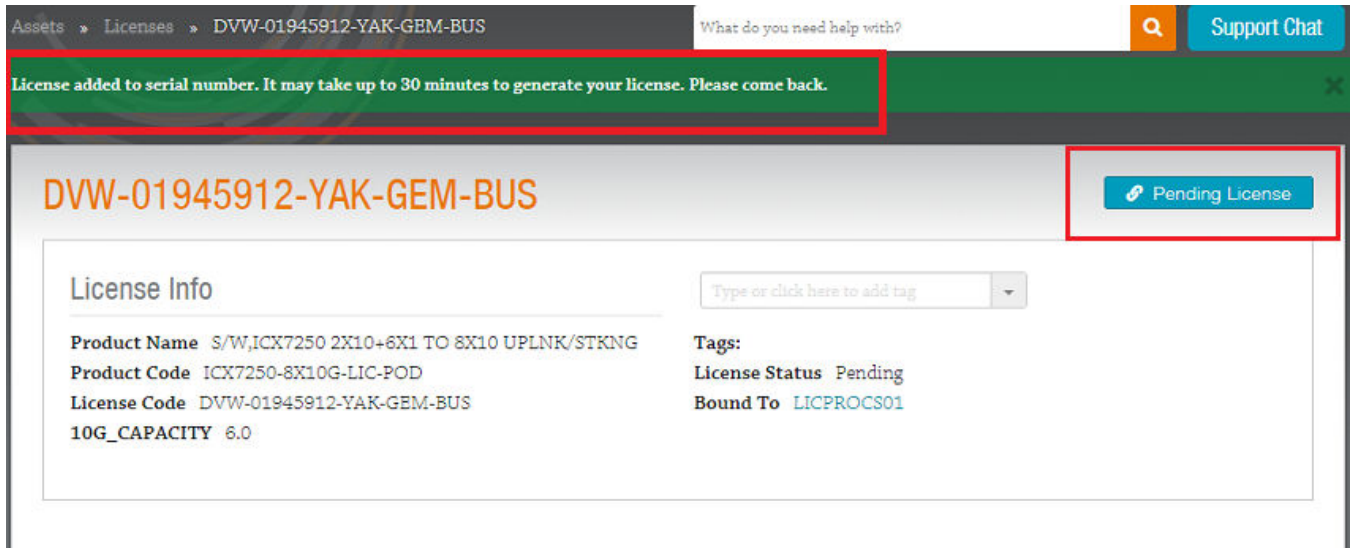 Assets » Licenses » DVW-01945912-YAK-GEM-BUS
What do you need help with?
Support Chat
License added to serial number. It may take up to 30 minutes to generate your license. Please come back.
DVW-01945912-YAK-GEM-BUS
Pending License
License Info
Type or click here to add tag
Product Name S/W,ICX7250 2X10+6X1 TO 8X10 UPLNK/STKNG
Product Code ICX7250-8X10G-LIC-POD
License Code DVW-01945912-YAK-GEM-BUS
10G_CAPACITY 6.0
Tags:
License Status Pending
Bound To LICPROCS01